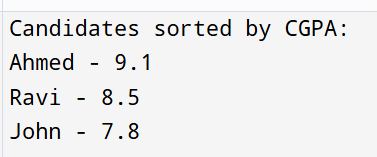 Candidates sorted by CGPA:
Ahmed - 9.1
Ravi - 8.5
John - 7.8